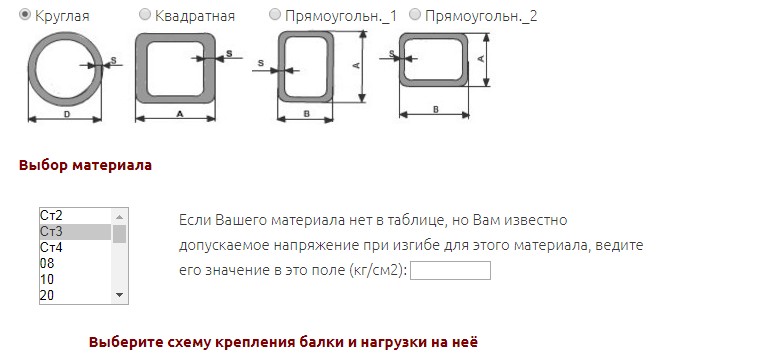 Круглая Квадратная Прямоугольн._1 Прямоугольн._2
S S S A A
D A B B
Выбор материала
Ст2
Ст3
Ст4
08
10
20
Если Вашего материала нет в таблице, но Вам известно
допускаемое напряжение при изгибе для этого материала, ведите
его значение в это поле (кг/см2):
Выберите схему крепления балки и нагрузки на неё